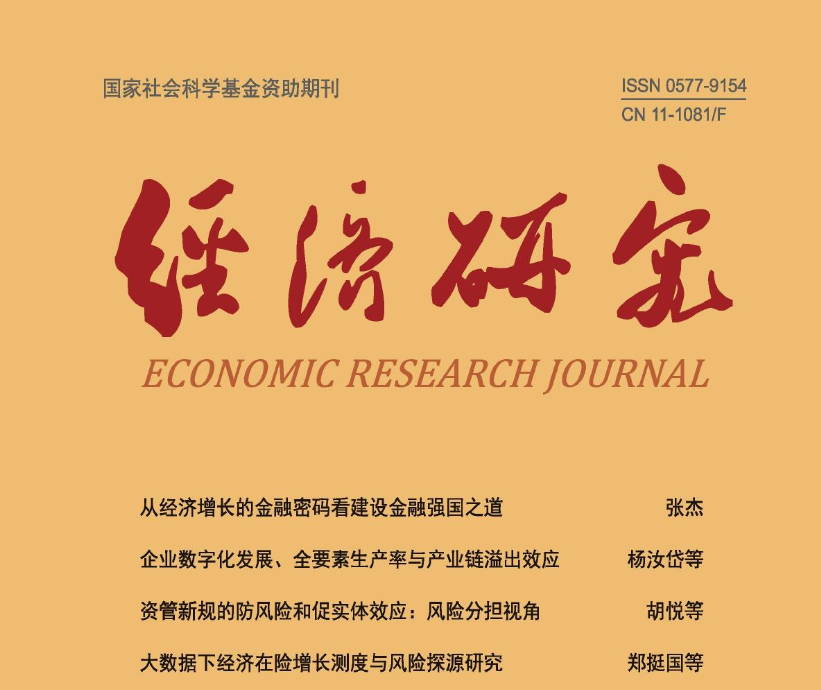 国家社会科学基金资助期刊
ISSN 0577-9154
CN 11-1081/F
經濟研究
ECONOMIC RESEARCH JOURNAL
从经济增长的金融密码看建设金融强国之道 张杰
企业数字化发展、全要素生产率与产业链溢出效应 杨汝岱等
资管新规的防风险和促实体效应：风险分担视角 胡悦等
大数据下经济在险增长测度与风险探源研究 郑挺国等